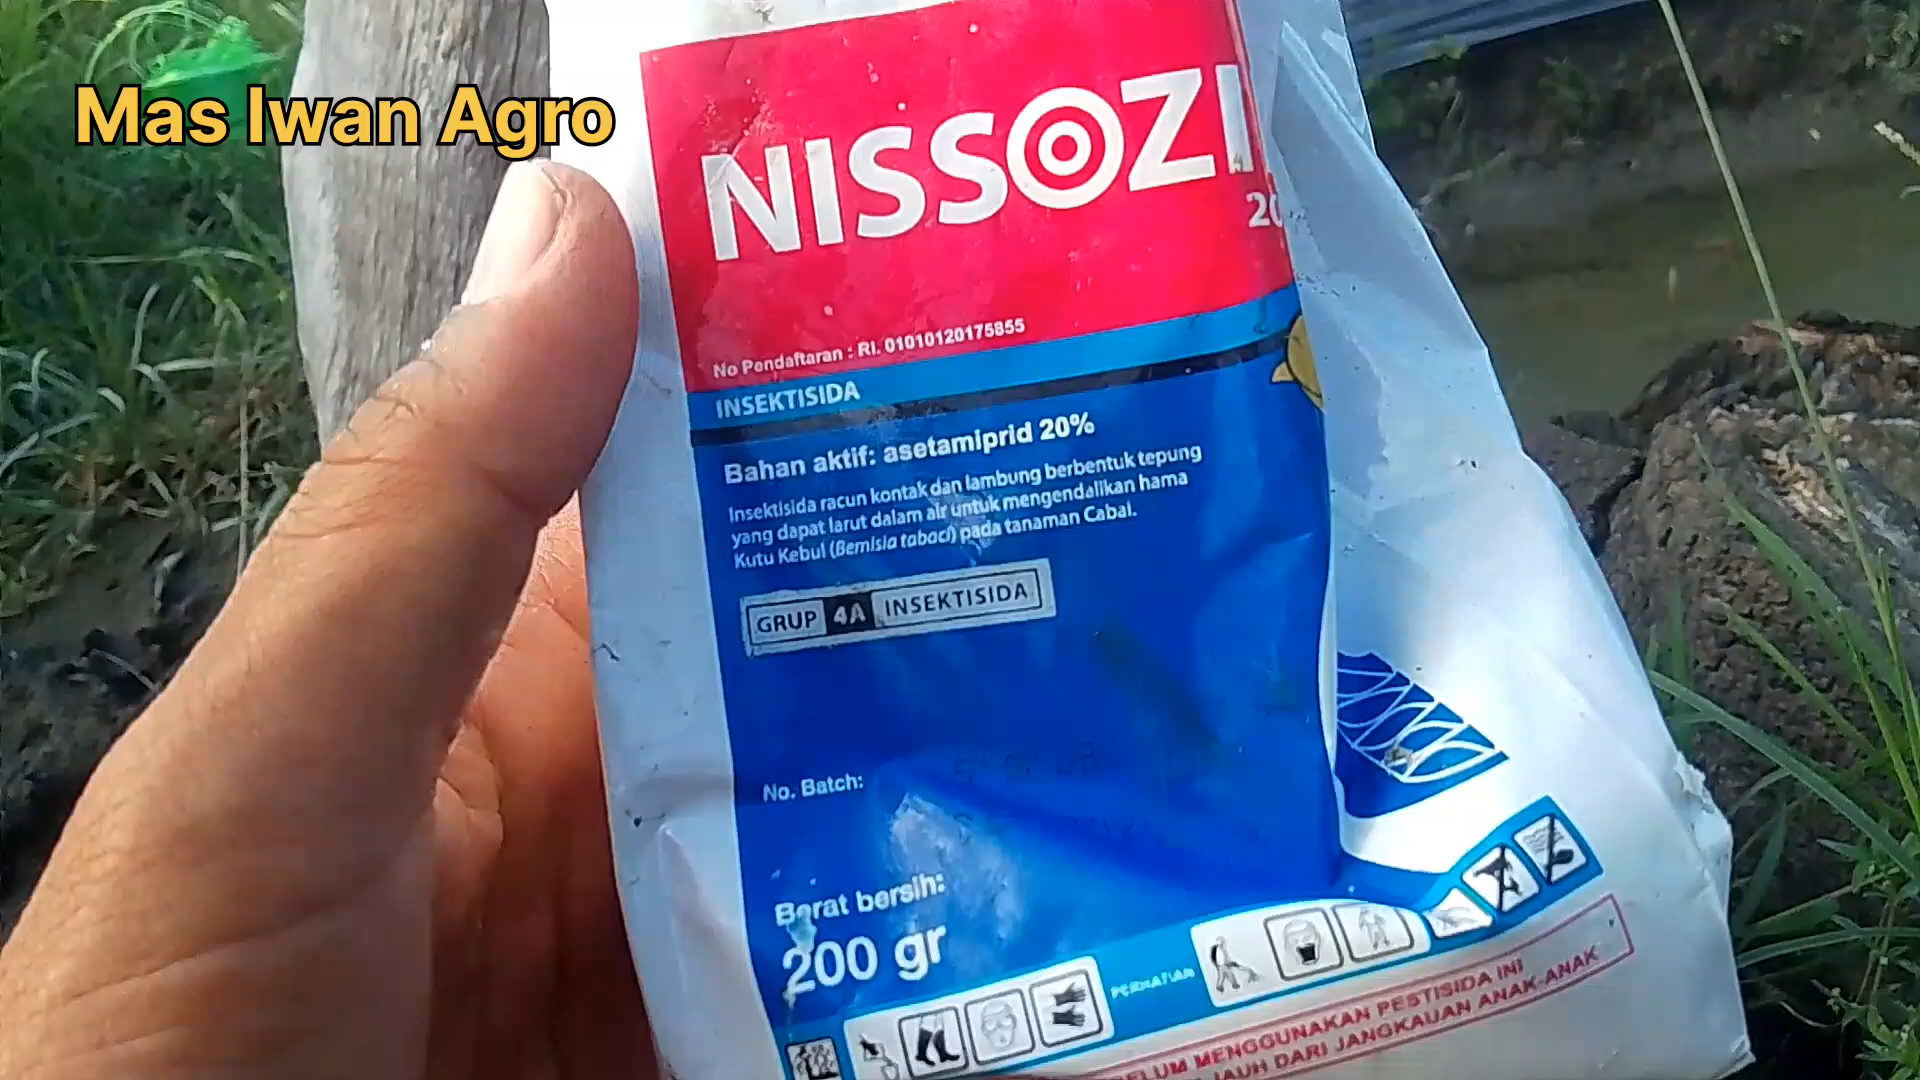 Mas Iwan Agro
NISSOZI
20
No Pendaftaran : RI. 01010120175855
INSEKTISIDA
Bahan aktif: asetamiprid 20%
Insektisida racun kontak dan lambung berbentuk tepung
yang dapat larut dalam air untuk mengendalikan hama
Kutu Kebul (Bemisia tabaci) pada tanaman Cabai.
GRUP 4A INSEKTISIDA
No. Batch:
Berat bersih:
200 gr
PERHATIAN
MENGGUNAKAN PESTISIDA INI
JAUH DARI JANGKAUAN ANAK-ANAK